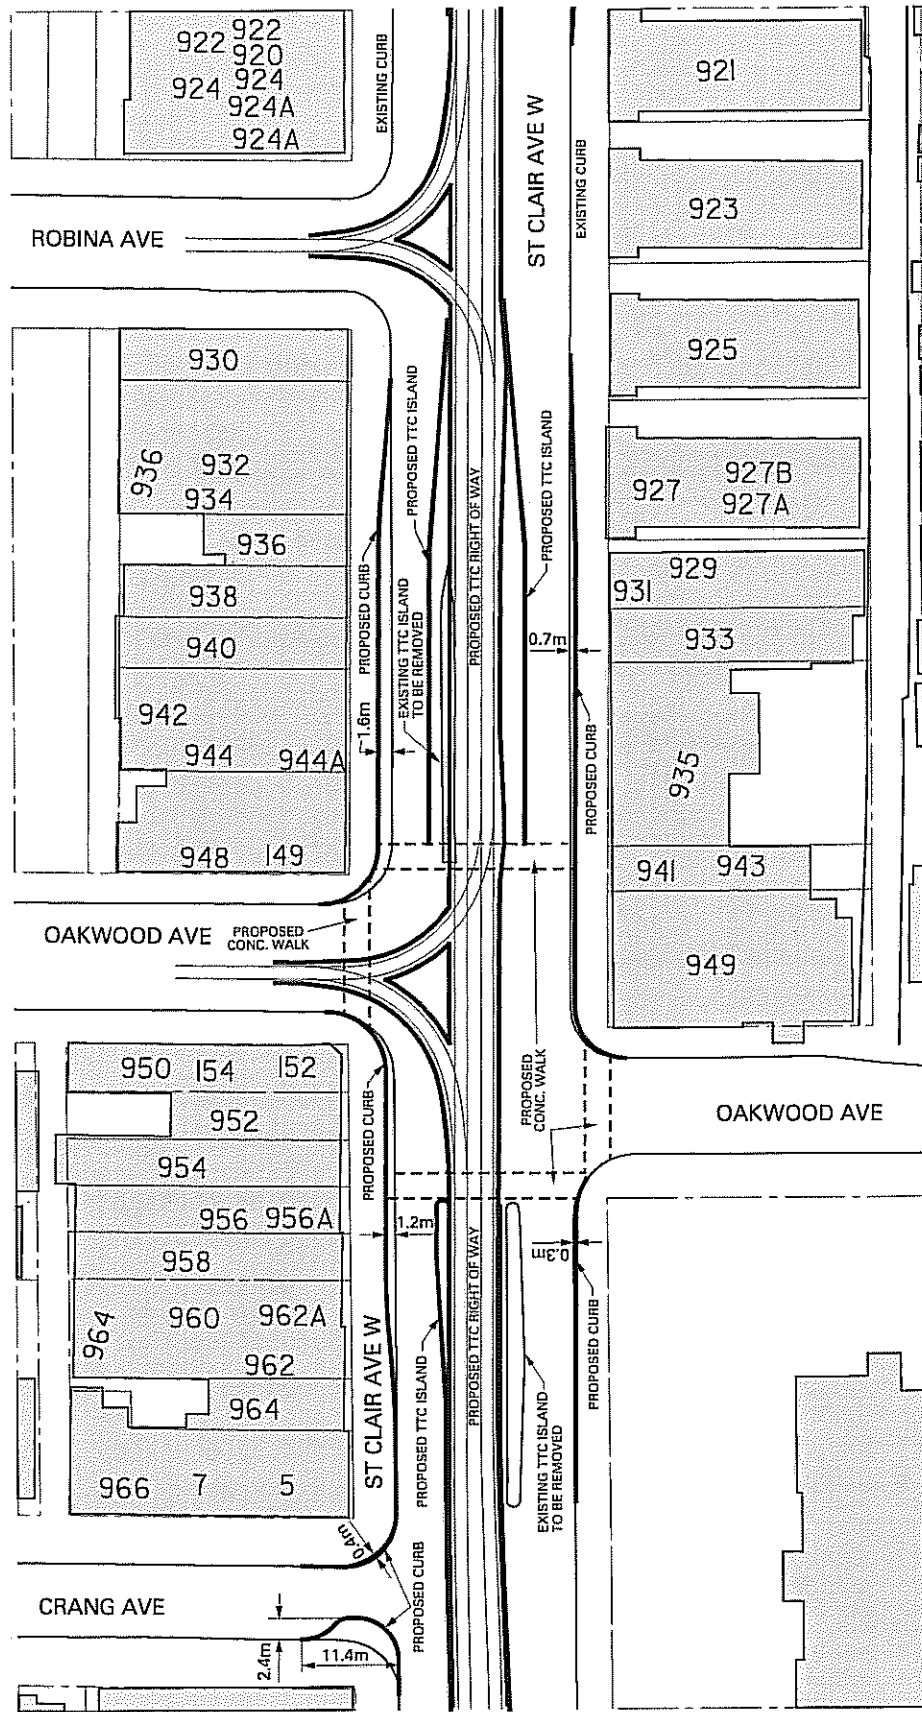 922
922
920
924
924
924A
924A
EXISTING CURB
ST CLAIR AVE W
EXISTING CURB
921
923
ROBINA AVE
925
930
932
936
934
936
938
940
942
944
944A
948
149
PROPOSED CURB
1.6m
PROPOSED TTC ISLAND
EXISTING TTC ISLAND
TO BE REMOVED
PROPOSED TTC RIGHT OF WAY
PROPOSED TTC ISLAND
0.7m
PROPOSED CURB
927
927B
927A
929
931
933
935
941
943
949
OAKWOOD AVE
PROPOSED
CONC. WALK
PROPOSED
CONC. WALK
OAKWOOD AVE
950
154
152
952
954
956
956A
958
960
962A
964
962
964
966
7
5
PROPOSED CURB
1.2m
ST CLAIR AVE W
PROPOSED TTC ISLAND
PROPOSED TTC RIGHT OF WAY
EXISTING TTC ISLAND
TO BE REMOVED
0.3m
PROPOSED CURB
0.4m
PROPOSED CURB
CRANG AVE
2.4m
11.4m